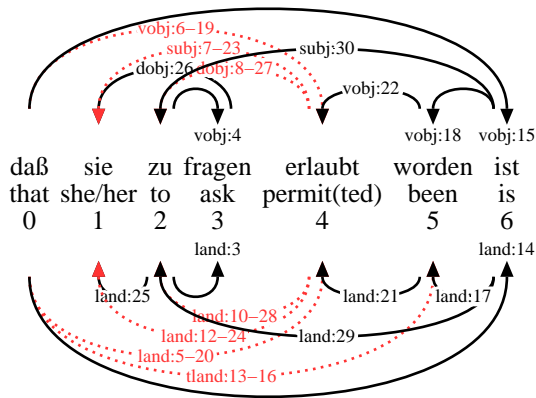 vobj:6–19
subj:7–23
subj:30
dobj:26
dobj:8–27
vobj:22
vobj:4
vobj:18
vobj:15
daß sie zu fragen erlaubt worden ist
that she/her to ask permit(ted) been is
0 1 2 3 4 5 6
land:3
land:14
land:25
land:21
land:17
land:10–28
land:12–24
land:29
land:5–20
tland:13–16